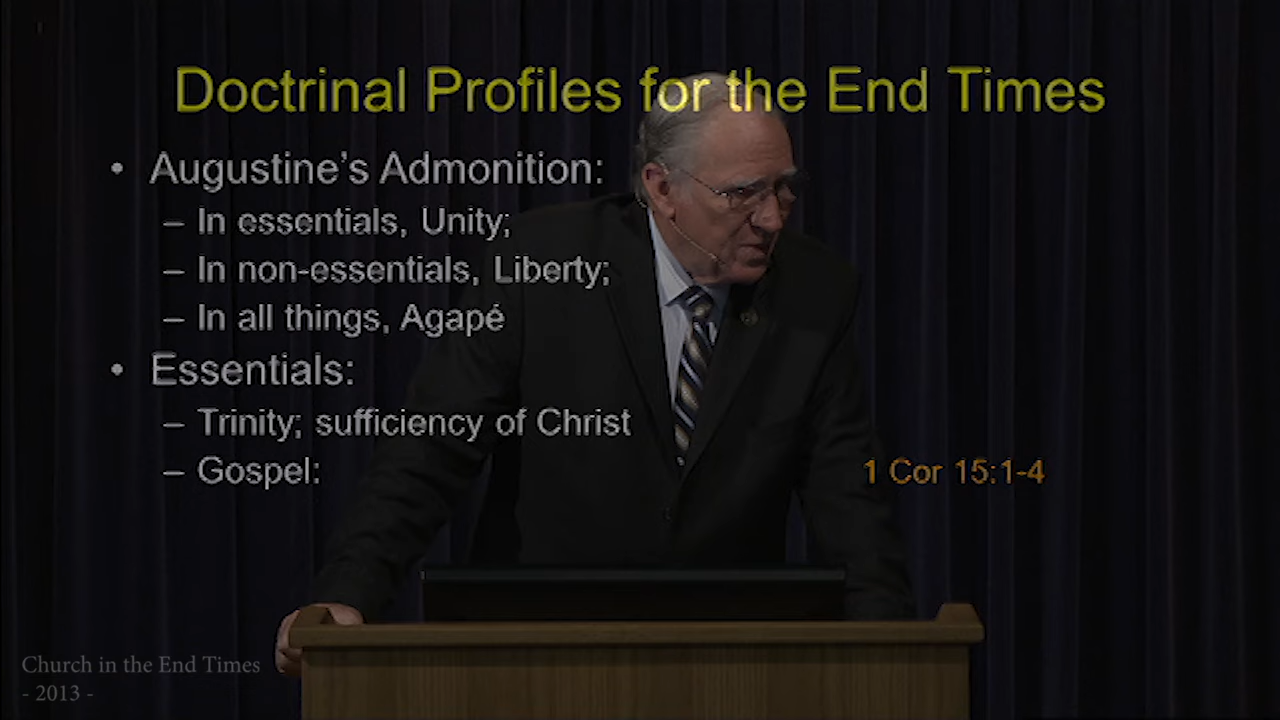 Doctrinal Profiles for the End Times
• Augustine's Admonition:
– In essentials, Unity;
– In non-essentials, Liberty;
– In all things, Agapé
• Essentials:
– Trinity; sufficiency of Christ
– Gospel: 1 Cor 15:1-4
Church in the End Times
- 2013 -